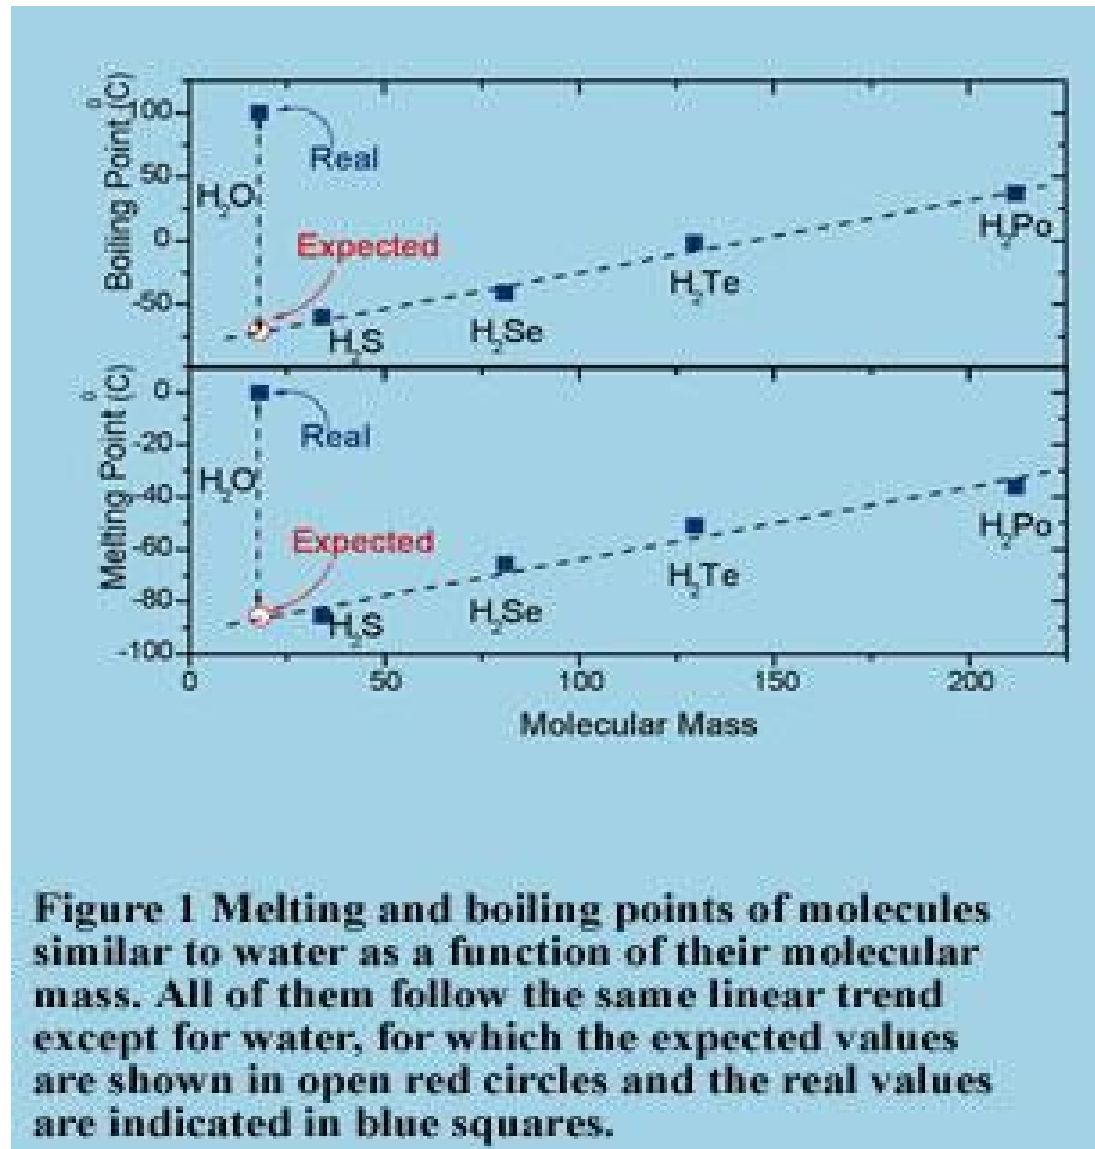 Boiling Point (°C)
100
50
0
-50
H₂O
Real
Expected
H₂S
H₂Se
H₂Te
H₂Po
Melting Point (°C)
0
-20
-40
-60
-80
-100
H₂O
Real
Expected
H₂S
H₂Se
H₂Te
H₂Po
0 50 100 150 200
Molecular Mass
Figure 1 Melting and boiling points of molecules
similar to water as a function of their molecular
mass. All of them follow the same linear trend
except for water, for which the expected values
are shown in open red circles and the real values
are indicated in blue squares.